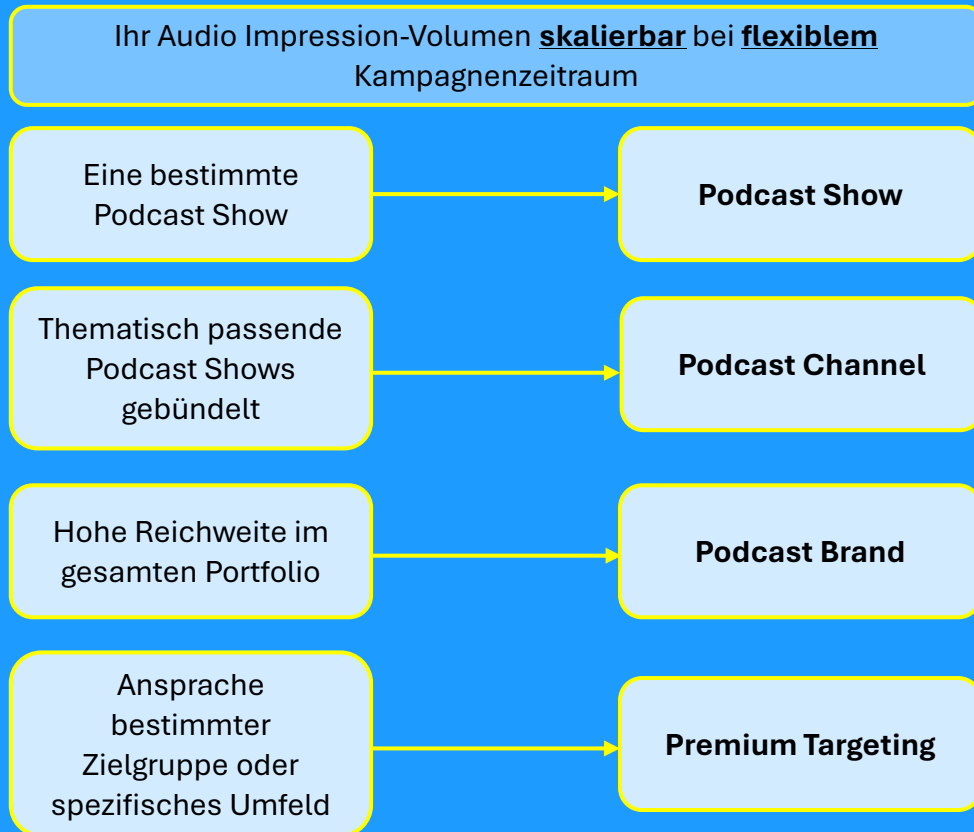 Ihr Audio Impression-Volumen skalierbar bei flexiblem
Kampagnenzeitraum
Eine bestimmte
Podcast Show
Podcast Show
Thematisch passende
Podcast Shows
gebündelt
Podcast Channel
Hohe Reichweite im
gesamten Portfolio
Podcast Brand
Ansprache
bestimmter
Zielgruppe oder
spezifisches Umfeld
Premium Targeting